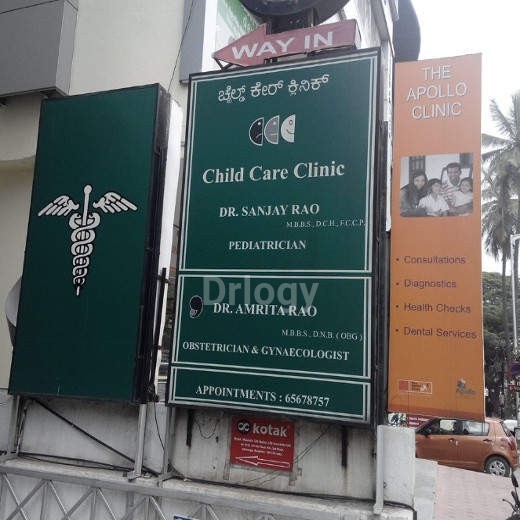 WAY IN
ಚೈಲ್ಡ್ ಕೇರ್ ಕ್ಲಿನಿಕ್
Child Care Clinic
DR. SANJAY RAO
M.B.B.S., D.C.H., F.C.C.P.
PEDIATRICIAN
Drlogy
DR. AMRITA RAO
M.B.B.S., D.N.B. ( OBG )
OBSTETRICIAN & GYNAECOLOGIST
APPOINTMENTS : 65678757
kotak
THE
APOLLO
CLINIC
• Consultations
• Diagnostics
• Health Checks
• Dental Services